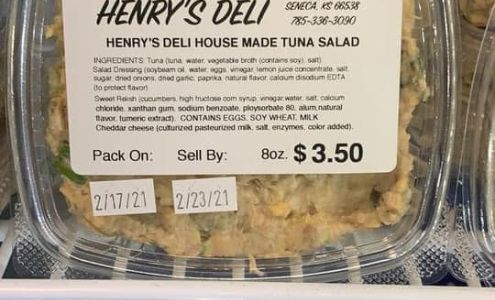 HENRY'S DELI
SENECA, KS 66538
785-336-3090
HENRY'S DELI HOUSE MADE TUNA SALAD
INGREDIENTS: Tuna (tuna, water, vegetable broth (contains soy), salt)
Salad Dressing (soybean oil, water, eggs, vinegar, lemon juice concentrate, salt,
sugar, dried onions, dried garlic, paprika, natural flavor, calcium disodium EDTA
(to protect flavor)
Sweet Relish (cucumbers, high fructose corn syrup, vinegar,water, salt, calcium
chloride, xanthan gum, sodium benzoate, ploysorbate 80, alum,natural
flavor, tumeric extract). CONTAINS EGGS, SOY WHEAT, MILK
Cheddar cheese (culturized pasteurized milk, salt, enzymes, color added).
Pack On: Sell By: 8oz. $3.50
2/17/21 2/23/21